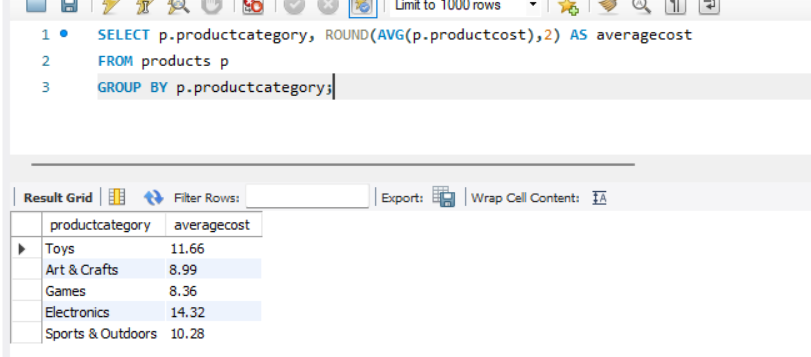 Limit to 1000 rows
1 SELECT p.productcategory, ROUND(AVG(p.productcost),2) AS averagecost
2 FROM products p
3 GROUP BY p.productcategory;
Result Grid Filter Rows: Export: Wrap Cell Content:
productcategory averagecost
Toys 11.66
Art & Crafts 8.99
Games 8.36
Electronics 14.32
Sports & Outdoors 10.28